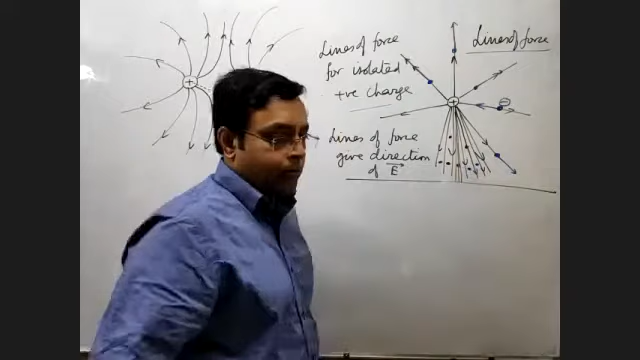 Lines of force
Lines of force
for isolated
+ve charge
Lines of force
give direction
of E
+
+
-